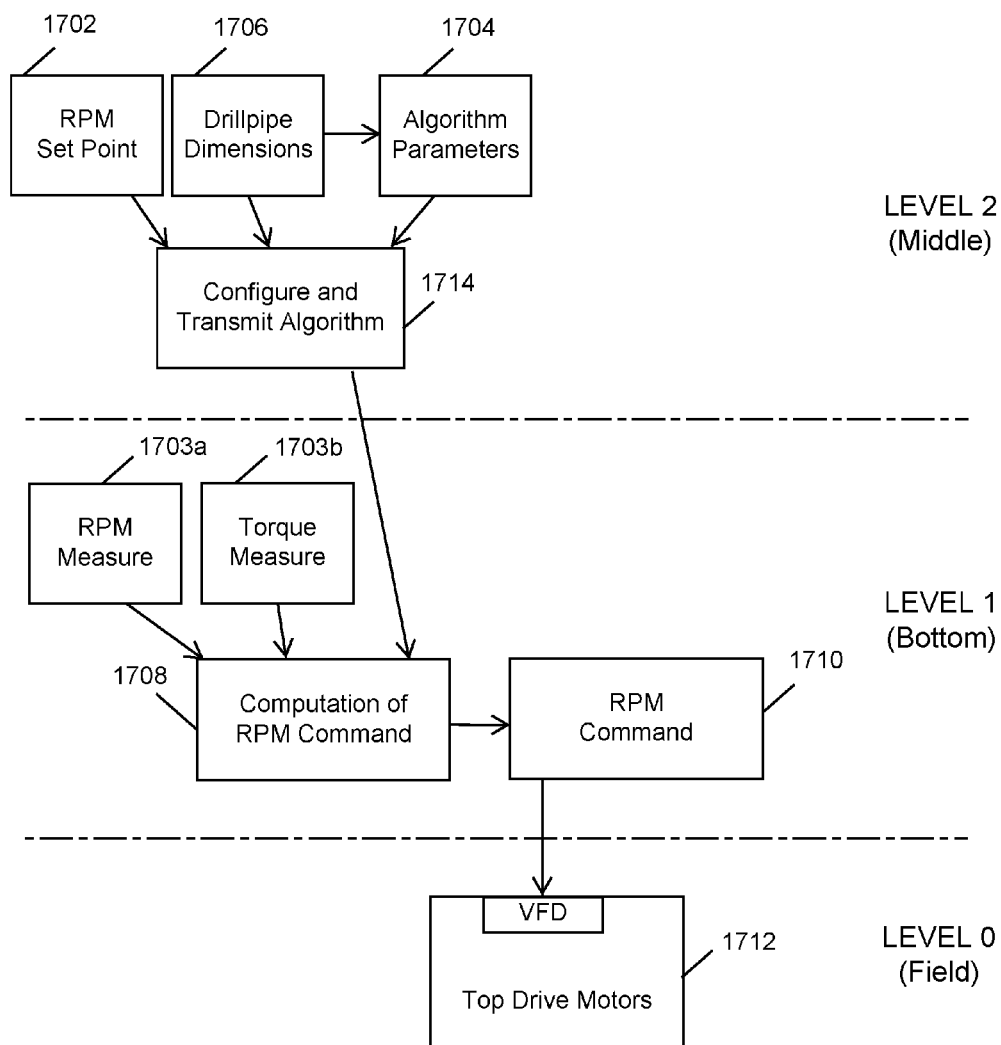 1702
1706
1704
RPM
Set Point
Drillpipe
Dimensions
Algorithm
Parameters
LEVEL 2
(Middle)
Configure and
Transmit Algorithm
1714
1703a
1703b
RPM
Measure
Torque
Measure
LEVEL 1
(Bottom)
1708
Computation of
RPM Command
1710
RPM
Command
VFD
1712
Top Drive Motors
LEVEL 0
(Field)